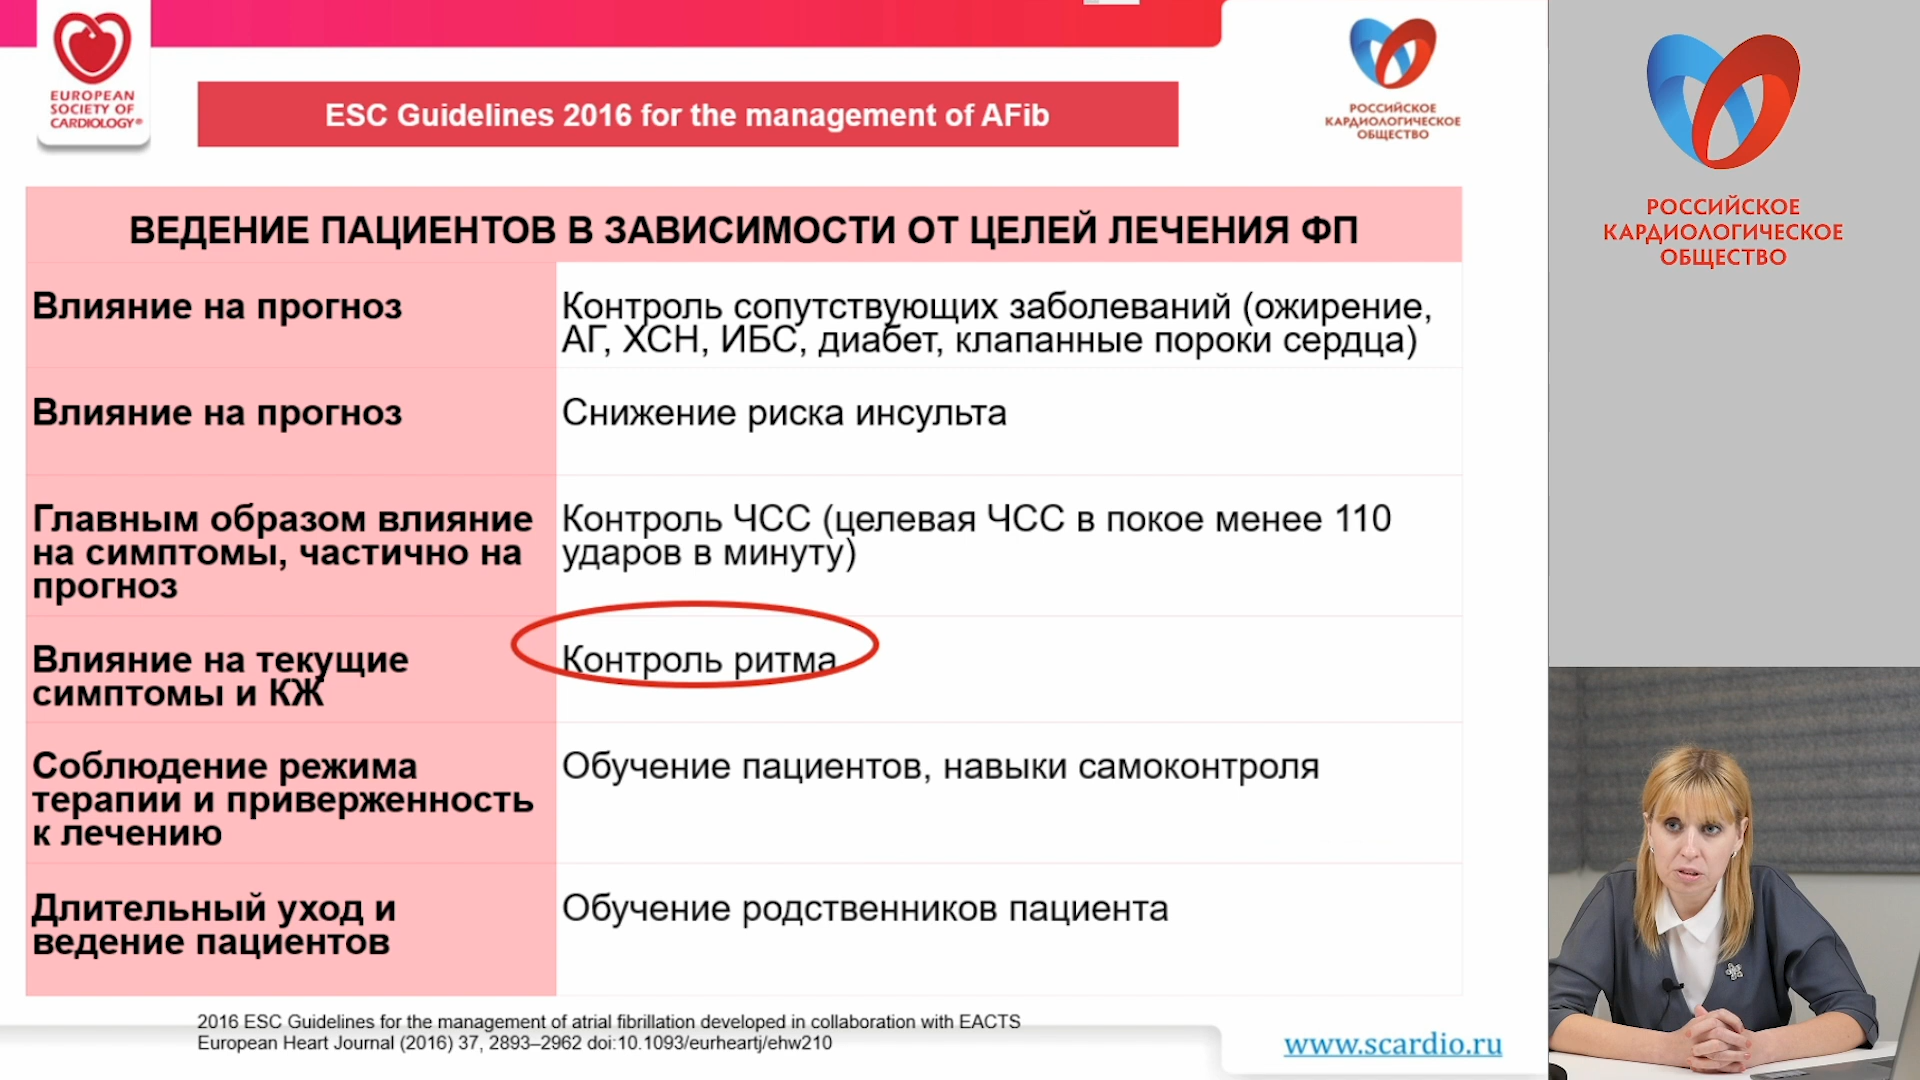 EUROPEAN
SOCIETY OF
CARDIOLOGY®
ESC Guidelines 2016 for the management of AFib
РОССИЙСКОЕ
КАРДИОЛОГИЧЕСКОЕ
ОБЩЕСТВО
РОССИЙСКОЕ
КАРДИОЛОГИЧЕСКОЕ
ОБЩЕСТВО
ВЕДЕНИЕ ПАЦИЕНТОВ В ЗАВИСИМОСТИ ОТ ЦЕЛЕЙ ЛЕЧЕНИЯ ФП
Влияние на прогноз
Контроль сопутствующих заболеваний (ожирение,
АГ, ХСН, ИБС, диабет, клапанные пороки сердца)
Влияние на прогноз
Снижение риска инсульта
Главным образом влияние
на симптомы, частично на
прогноз
Контроль ЧСС (целевая ЧСС в покое менее 110
ударов в минуту)
Влияние на текущие
симптомы и КЖ
Контроль ритма
Соблюдение режима
терапии и приверженность
к лечению
Обучение пациентов, навыки самоконтроля
Длительный уход и
ведение пациентов
Обучение родственников пациента
2016 ESC Guidelines for the management of atrial fibrillation developed in collaboration with EACTS
European Heart Journal (2016) 37, 2893–2962 doi:10.1093/eurheartj/ehw210
www.scardio.ru